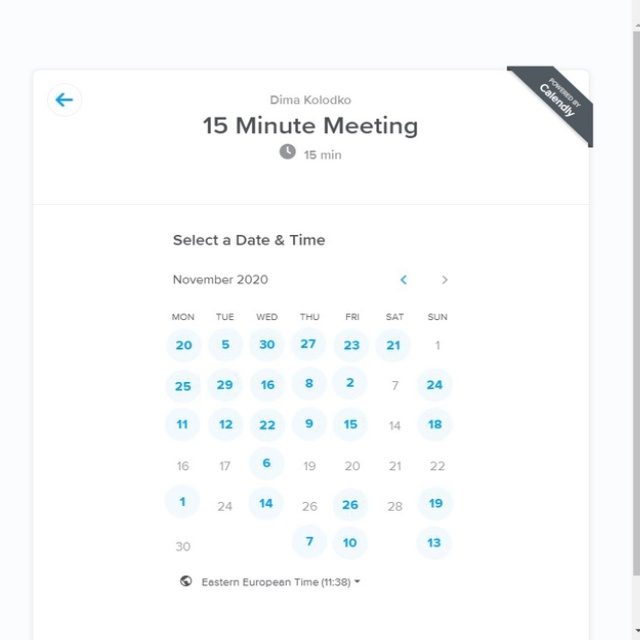 POWERED BY
Calendly
Dima Kolodko
15 Minute Meeting
15 min
Select a Date & Time
November 2020
MON TUE WED THU FRI SAT SUN
20 5 30 27 23 21 1
25 29 16 8 2 7 24
11 12 22 9 15 14 18
16 17 6 19 20 21 22
1 24 14 26 26 28 19
30 7 10 13
Eastern European Time (11:38)